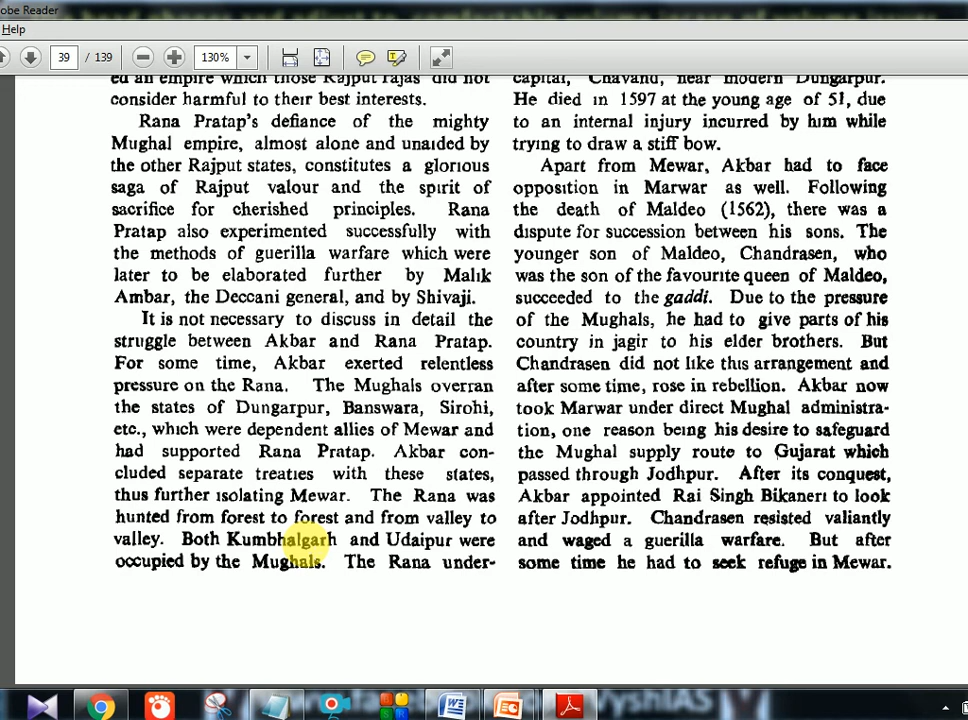 obe Reader
Help
39 / 139
130%
ed an empire which those Rajput rajas did not
consider harmful to their best interests.
Rana Pratap's defiance of the mighty
Mughal empire, almost alone and unaided by
the other Rajput states, constitutes a glorious
saga of Rajput valour and the spirit of
sacrifice for cherished principles. Rana
Pratap also experimented successfully with
the methods of guerilla warfare which were
later to be elaborated further by Malik
Ambar, the Deccani general, and by Shivaji.
It is not necessary to discuss in detail the
struggle between Akbar and Rana Pratap.
For some time, Akbar exerted relentless
pressure on the Rana. The Mughals overran
the states of Dungarpur, Banswara, Sirohi,
etc., which were dependent allies of Mewar and
had supported Rana Pratap. Akbar con-
cluded separate treaties with these states,
thus further isolating Mewar. The Rana was
hunted from forest to forest and from valley to
valley. Both Kumbhalgarh and Udaipur were
occupied by the Mughals. The Rana under-
capital, Chavand, near modern Dungarpur.
He died in 1597 at the young age of 51, due
to an internal injury incurred by him while
trying to draw a stiff bow.
Apart from Mewar, Akbar had to face
opposition in Marwar as well. Following
the death of Maldeo (1562), there was a
dispute for succession between his sons. The
younger son of Maldeo, Chandrasen, who
was the son of the favourite queen of Maldeo,
succeeded to the gaddi. Due to the pressure
of the Mughals, he had to give parts of his
country in jagir to his elder brothers. But
Chandrasen did not like this arrangement and
after some time, rose in rebellion. Akbar now
took Marwar under direct Mughal administra-
tion, one reason being his desire to safeguard
the Mughal supply route to Gujarat which
passed through Jodhpur. After its conquest,
Akbar appointed Rai Singh Bikaneri to look
after Jodhpur. Chandrasen resisted valiantly
and waged a guerilla warfare. But after
some time he had to seek refuge in Mewar.
VyshIAS